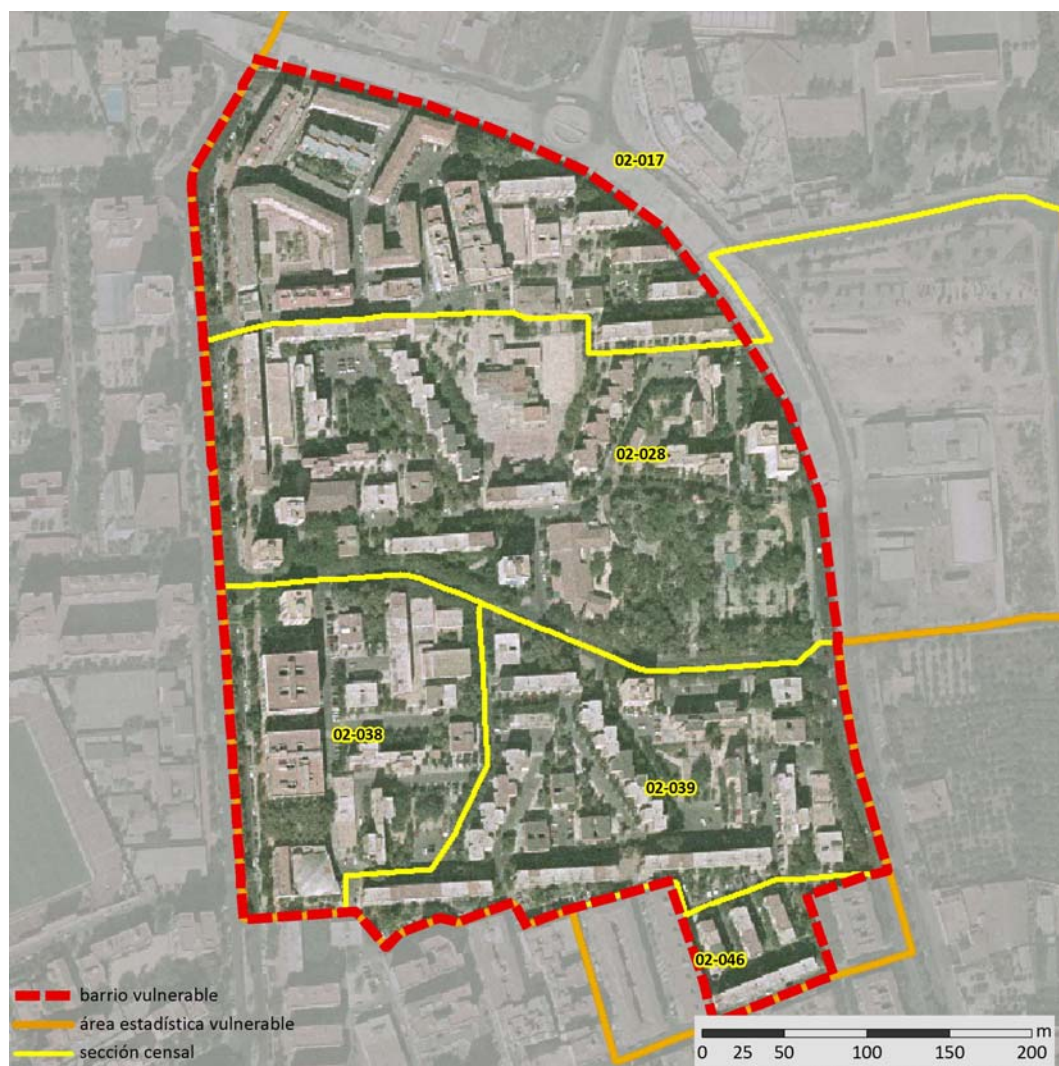 02-017
02-028
02-038
02-039
02-046
barrio vulnerable
área estadística vulnerable
sección censal
m
0 25 50 100 150 200